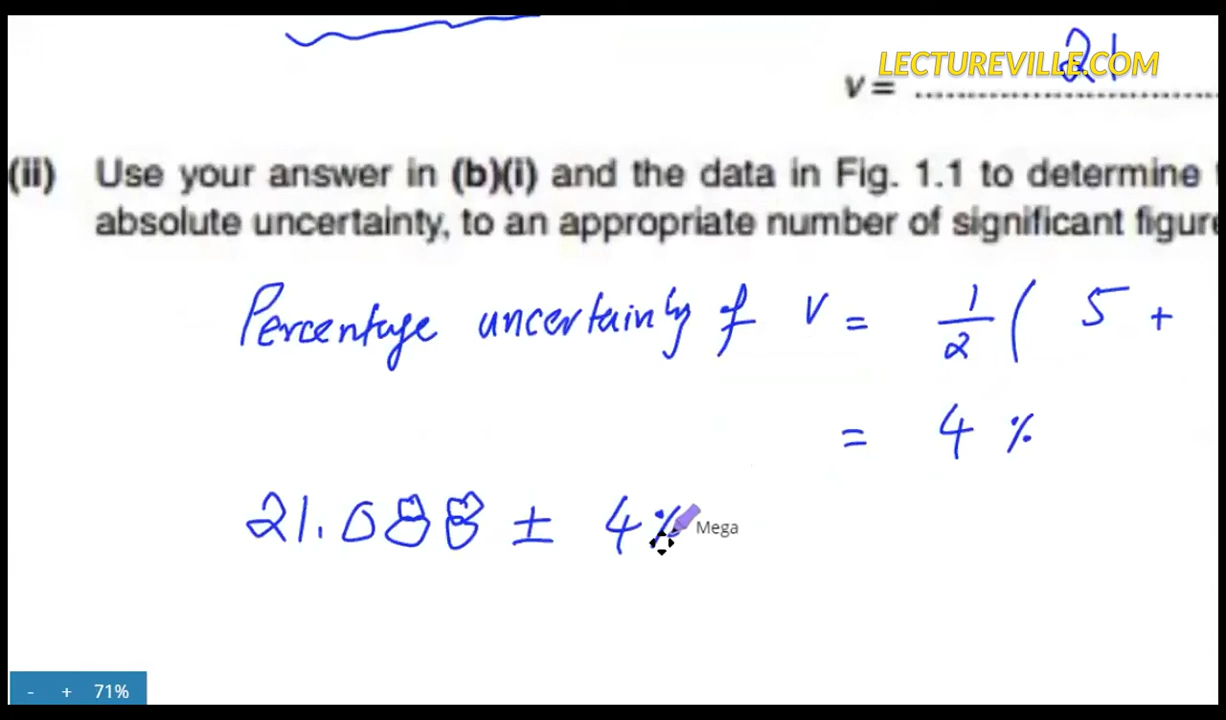 LECTUREVILLE.COM
v = 21
(ii) Use your answer in (b)(i) and the data in Fig. 1.1 to determine
absolute uncertainty, to an appropriate number of significant figure
Percentage uncertainty of v = 1/2 ( 5 +
= 4 %
21.088 ± 4%
Mega
- + 71%